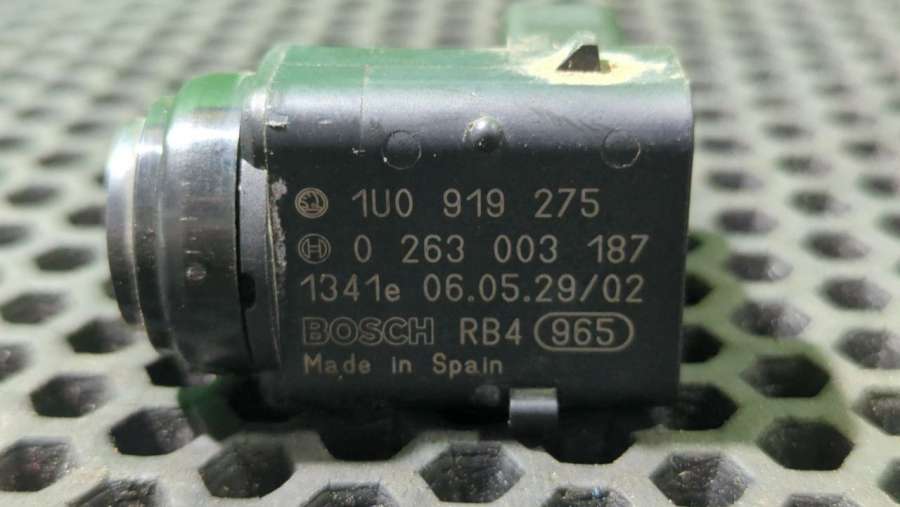 1U0 919 275
0 263 003 187
1341e 06.05.29/02
BOSCH RB4 965
Made in Spain